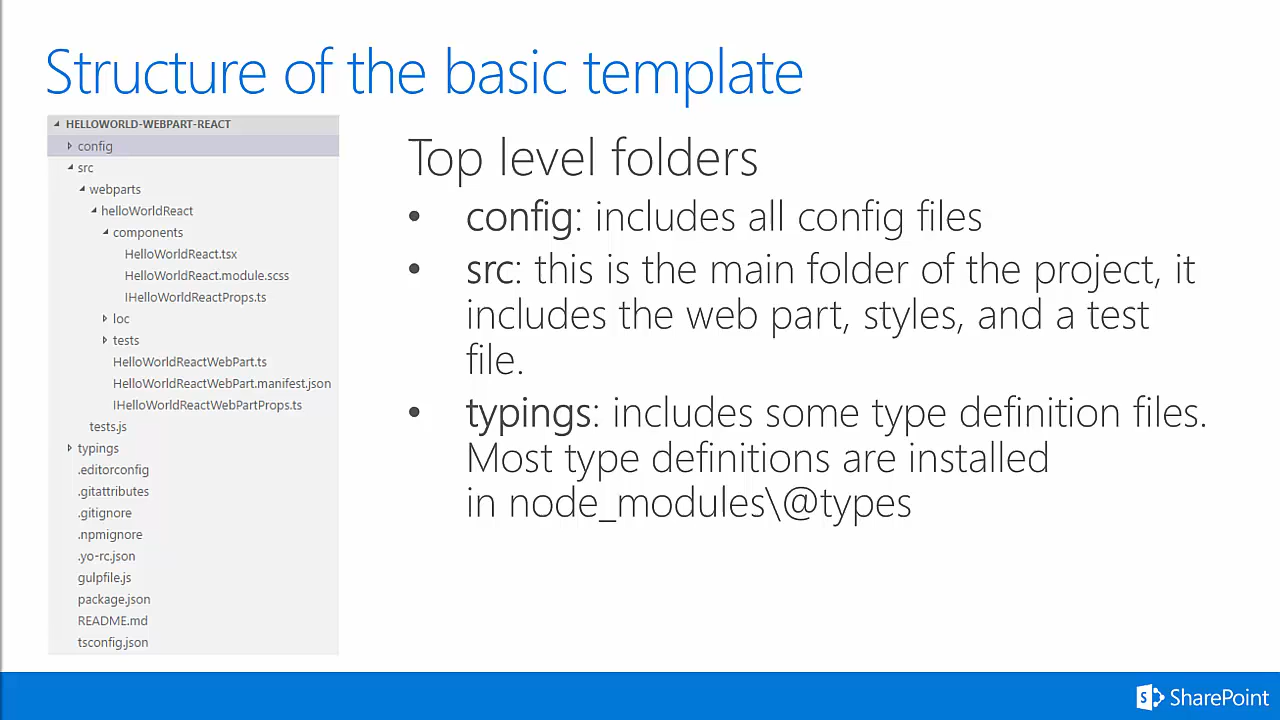 Structure of the basic template
HELLOWORLD-WEBPART-REACT
config
src
webparts
helloWorldReact
components
HelloWorldReact.tsx
HelloWorldReact.module.scss
IHelloWorldReactProps.ts
loc
tests
HelloWorldReactWebPart.ts
HelloWorldReactWebPart.manifest.json
IHelloWorldReactWebPartProps.ts
tests.js
typings
.editorconfig
.gitattributes
.gitignore
.npmignore
.yo-rc.json
gulpfile.js
package.json
README.md
tsconfig.json
Top level folders
• config: includes all config files
• src: this is the main folder of the project, it
includes the web part, styles, and a test
file.
• typings: includes some type definition files.
Most type definitions are installed
in node_modules\@types
S SharePoint